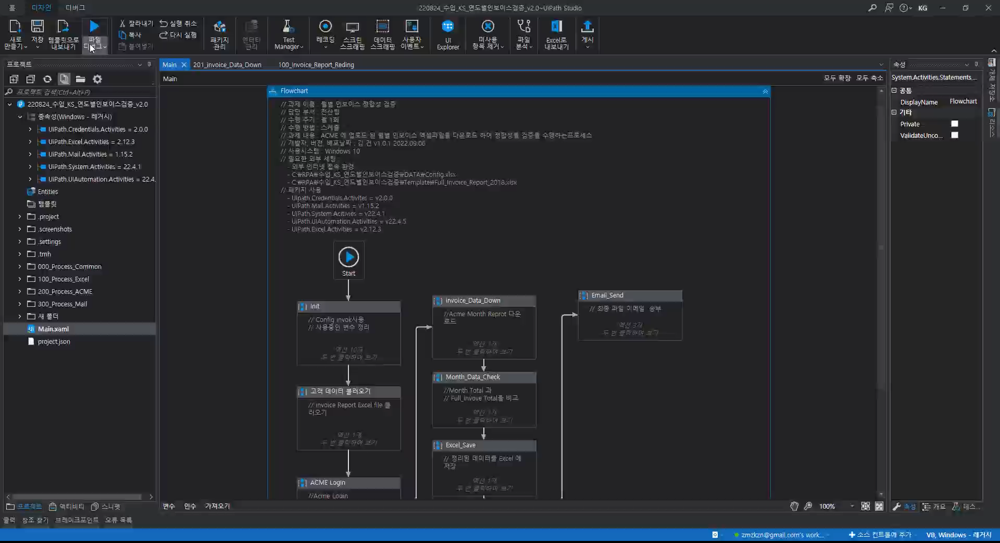 홈 디자인 디버그
220824_수입_KS_연도별인보이스검증_v2.0~UiPath Studio
KG
새로
만들기
저장
템플릿으로
내보내기
파일
디버그
잘라내기
복사
붙여넣기
실행 취소
다시 실행
패키지
관리
엔터티
관리
Test
Manager
레코딩
스크린
스크래핑
데이터
스크래핑
사용자
이벤트
UI
Explorer
미사용
항목 제거
파일
분석
Excel로
내보내기
게시
프로젝트
프로젝트 검색(Ctrl+Alt+P)
220824_수입_KS_연도별인보이스검증_v2.0
종속성(Windows - 레거시)
UiPath.Credentials.Activities = 2.0.0
UiPath.Excel.Activities = 2.12.3
UiPath.Mail.Activities = 1.15.2
UiPath.System.Activities = 22.4.1
UiPath.UIAutomation.Activities = 22.4.
Entities
템플릿
.project
.screenshots
.settings
.tmh
000_Process_Common
100_Process_Excel
200_Process_ACME
300_Process_Mail
새 폴더
Main.xaml
project.json
프로젝트 액티비티 스니펫
Main 201_invoice_Data_Down 100_Invoice_Report_Reding
Main
모두 확장 모두 축소
Flowchart
// 과제 이름 : 월별 인보이스 정합성 검증
// 담당 부서 : 전산팀
// 수행 주기 : 월 1회
// 수행 방법 : 스케쥴
// 과제 내용 : ACME 에 업로드 된 월별 인보이스 엑셀파일을 다운로드 하여 정합성을 검증을 수행하는프로세스
// 개발자, 버전, 배포날짜 : 김 건 v1.0.1 2022.09.06
// 사용시스템 : Windows 10
// 필요한 외부 세팅 :
- 외부 인터넷 접속 환경
- C:₩RPA₩수입_KS_연도별인보이스검증₩DATA₩Config.xlsx
- C:₩RPA₩수입_KS_연도별인보이스검증₩Template₩Full_Invoice_Report_2018.xlsx
// 패키지 사용
- Uipath.Credentials.Activites = v2.0.0
- UiPath.Mail.Activities = v1.15.2
- UiPath.System.Acitivties = v22.4.1
- UiPath.UIAutomation.Activities = v22.4.5
- UiPath.Excel.Activities = v2.12.3
Start
Init
// Config invok사용
// 사용중인 변수 정리
액션 10개
두 번 클릭하여 보기
고객 데이터 불러오기
// invoice Report Excel file 불
러오기
액션 1개
두 번 클릭하여 보기
ACME Login
//Acme Login
invoice_Data_Down
//Acme Month Reprot 다운
로드
액션 1개
두 번 클릭하여 보기
Month_Data_Check
//Month Total 과
// Full_invove Total을 비교
액션 1개
두 번 클릭하여 보기
Excel_Save
// 정리된 데이터를 Excel 에
저장
액션 1개
두 번 클릭하여 보기
Email_Send
// 최종 파일 이메일 송부
액션 3개
두 번 클릭하여 보기
변수 인수 가져오기
100%
속성
System.Activities.Statements....
공통
DisplayName Flowchart
기타
Private
ValidateUnco...
개체 저장소
리소스
속성 개요 테스...
출력 참조 찾기 브레이크포인트 오류 목록
zmzkzn@gmail.com's work...
소스 컨트롤에 추가
VB, Windows - 레거시